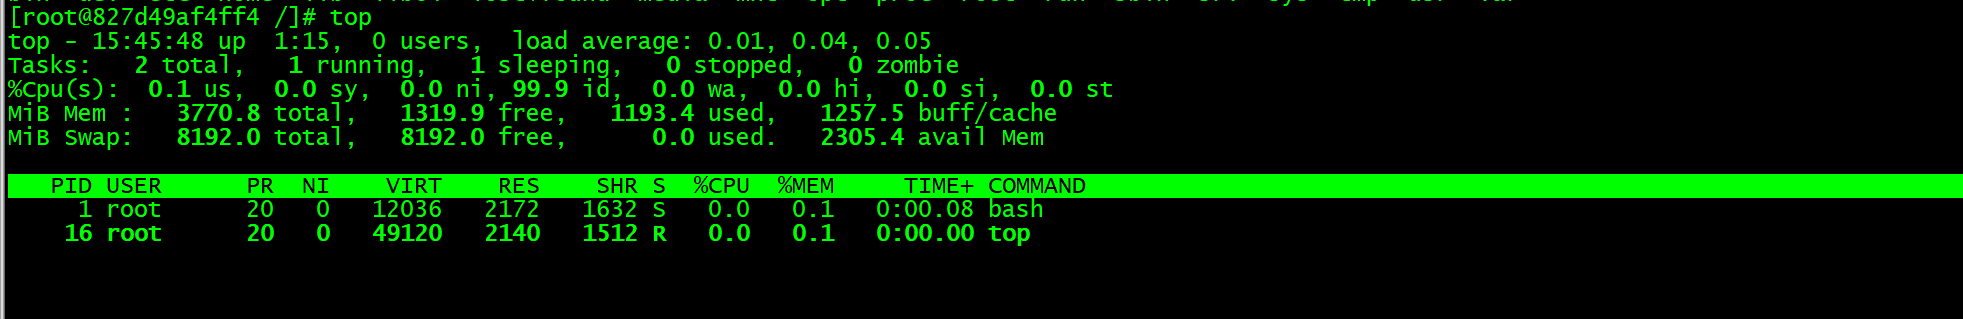 [root@827d49af4ff4 /]# top
top - 15:45:48 up  1:15,  0 users,  load average: 0.01, 0.04, 0.05
Tasks:   2 total,   1 running,   1 sleeping,   0 stopped,   0 zombie
%Cpu(s):  0.1 us,  0.0 sy,  0.0 ni, 99.9 id,  0.0 wa,  0.0 hi,  0.0 si,  0.0 st
MiB Mem :   3770.8 total,   1319.9 free,   1193.4 used,   1257.5 buff/cache
MiB Swap:   8192.0 total,   8192.0 free,      0.0 used.   2305.4 avail Mem
PID USER      PR  NI    VIRT    RES    SHR S  %CPU  %MEM     TIME+ COMMAND
1 root      20   0   12036   2172   1632 S   0.0   0.1   0:00.08 bash
16 root      20   0   49120   2140   1512 R   0.0   0.1   0:00.00 top